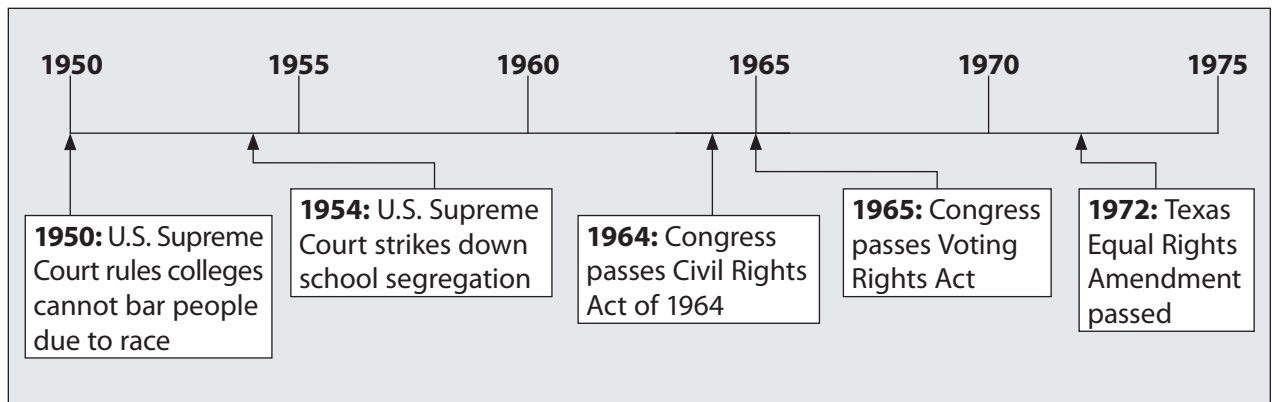 1950 1955 1960 1965 1970 1975
1950: U.S. Supreme
Court rules colleges
cannot bar people
due to race
1954: U.S. Supreme
Court strikes down
school segregation
1964: Congress
passes Civil Rights
Act of 1964
1965: Congress
passes Voting
Rights Act
1972: Texas
Equal Rights
Amendment
passed